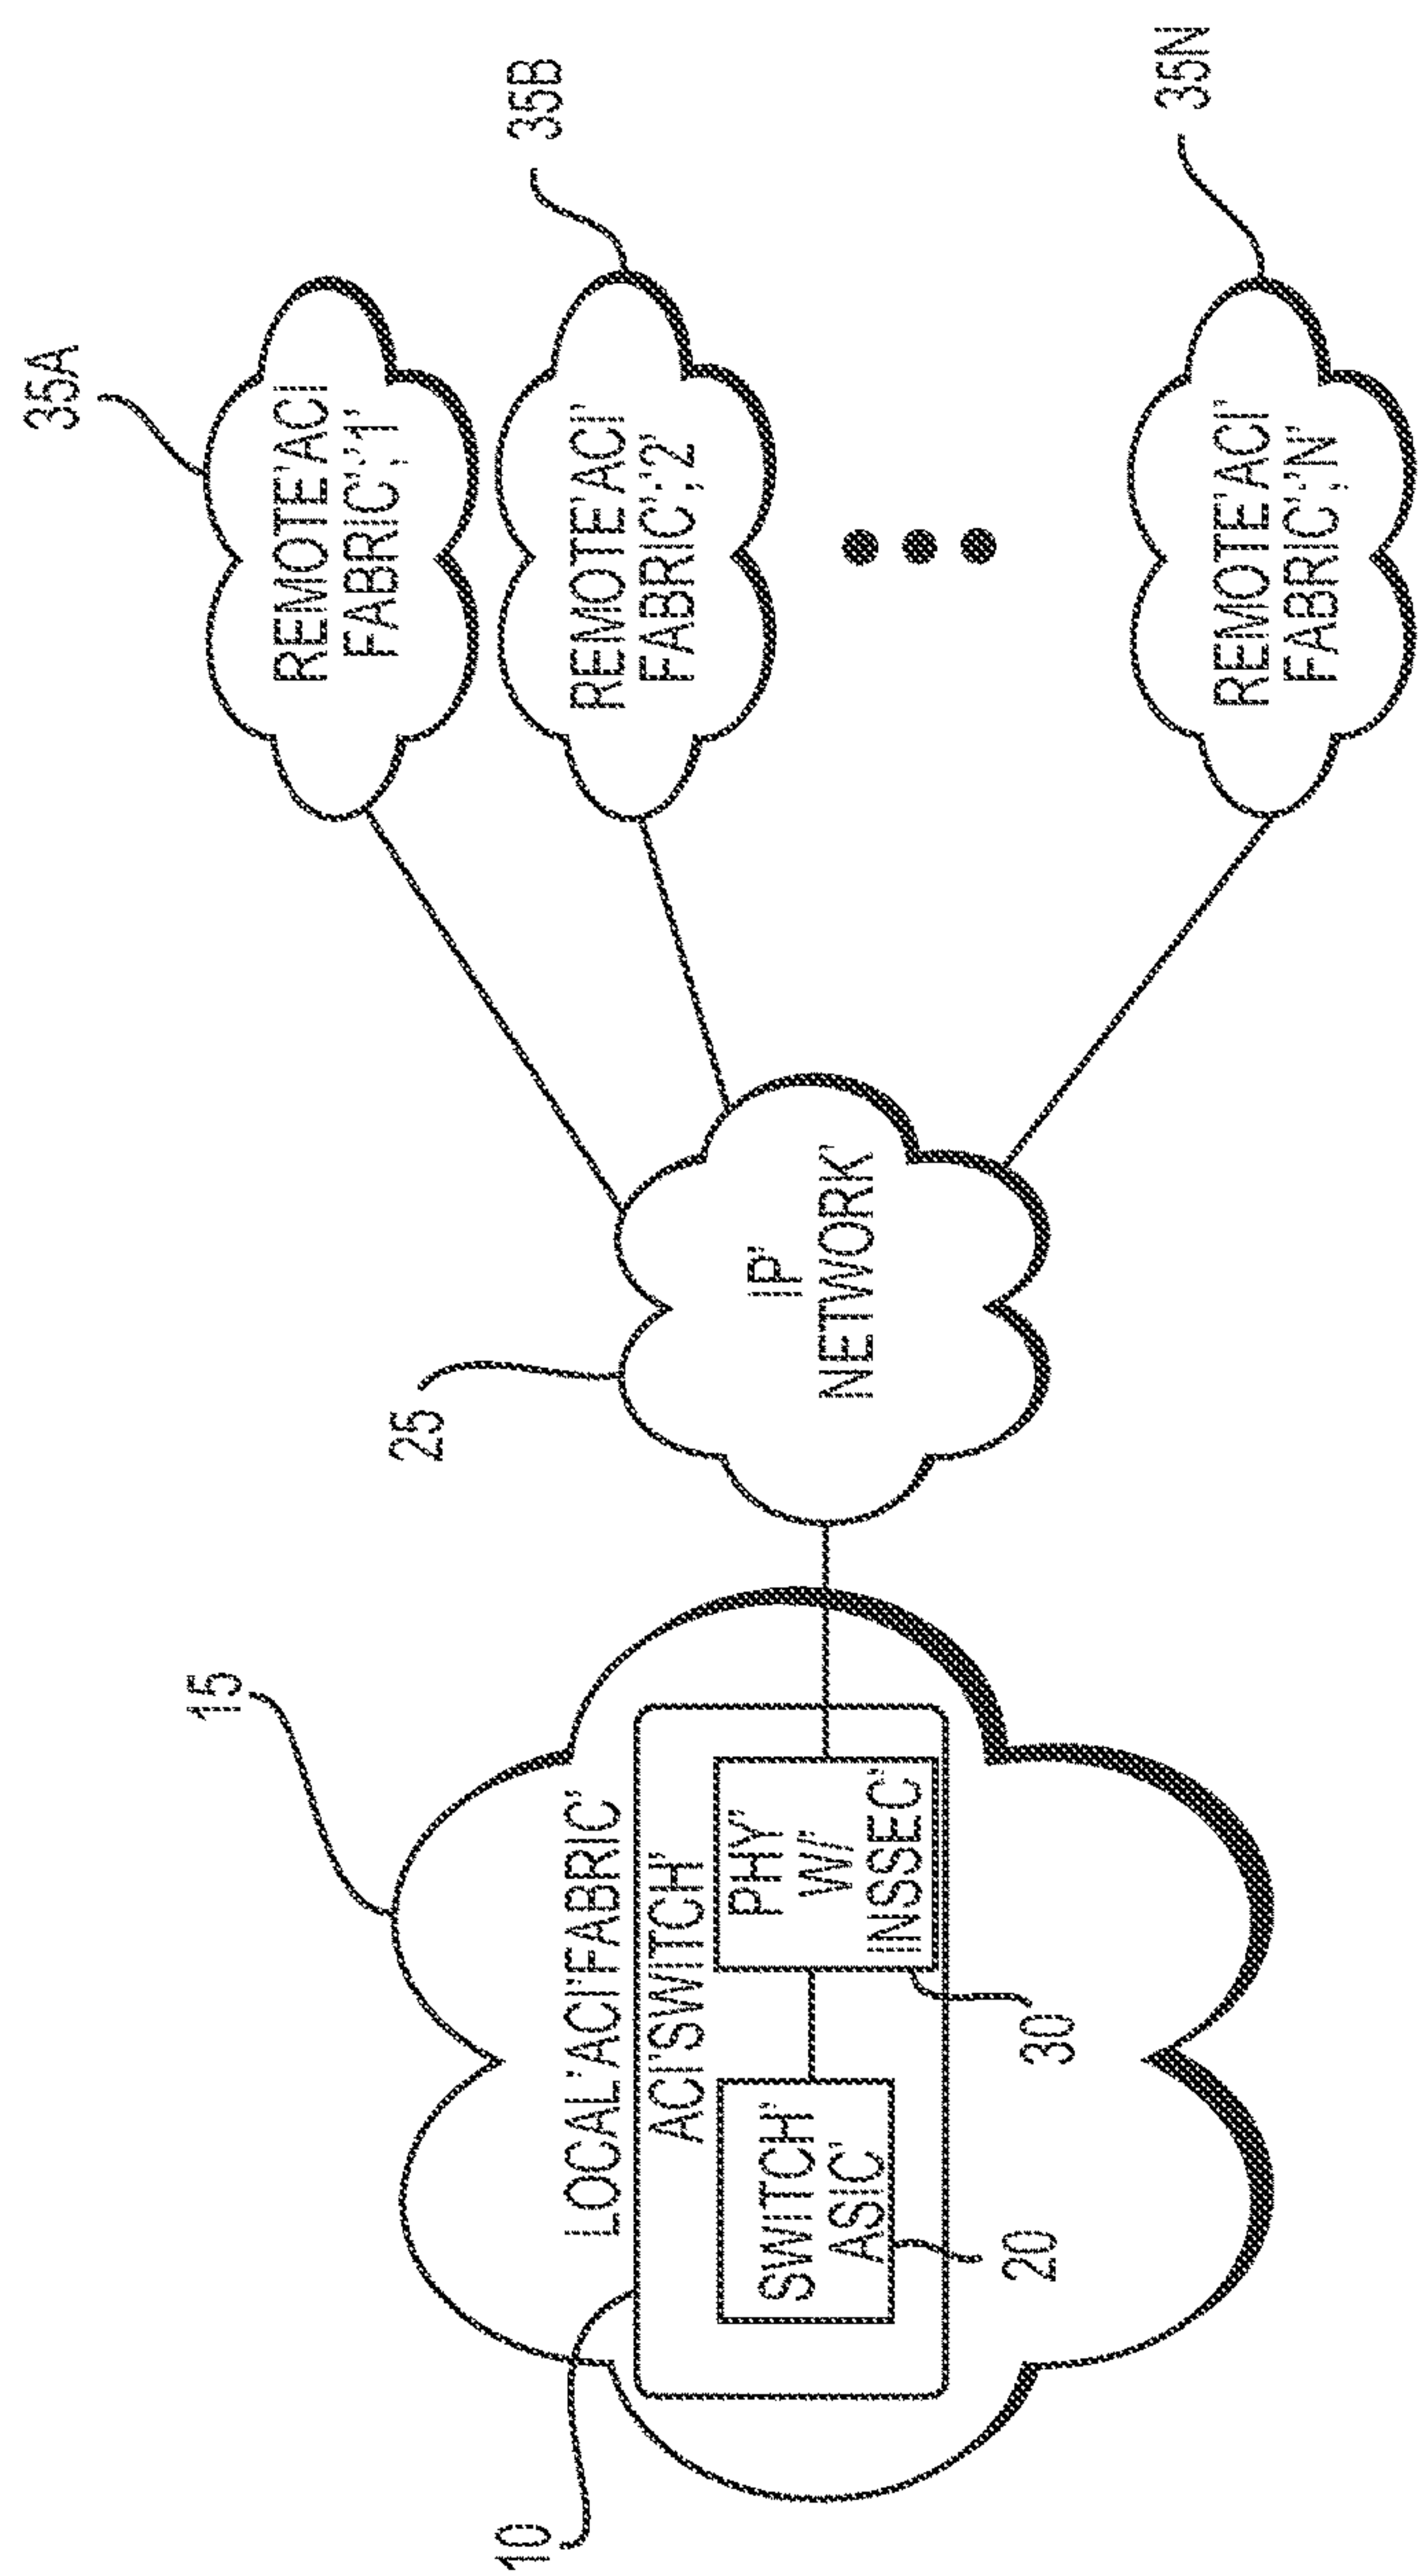 10
15
LOCAL'ACI'FABRIC'
ACI'SWITCH'
SWITCH'
ASIC'
20
PHY'
W/'
INSSEC'
30
25
IP'
NETWORK'
35A
REMOTE'ACI
FABRIC';'1'
35B
REMOTE'ACI'
FABRIC';'2'
35N
REMOTE'ACI'
FABRIC';'N'